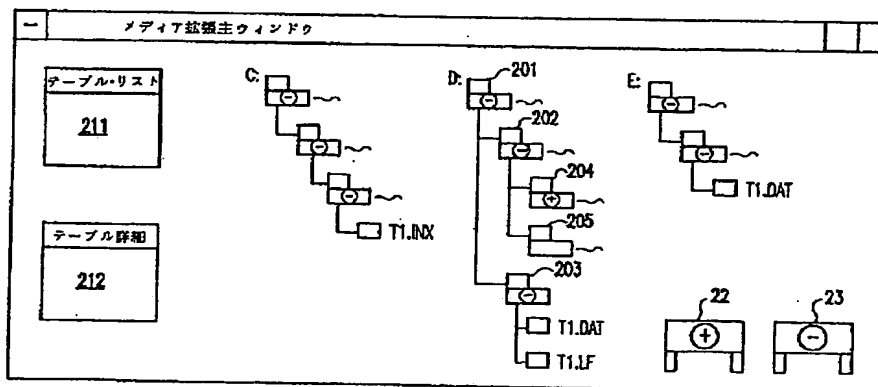 メディア拡張主ウィンドウ
テーブル・リスト
211
テーブル詳細
212
C:
T1.INX
D:
201
202
204
205
203
T1.DAT
T1.LF
E:
T1.DAT
22
23